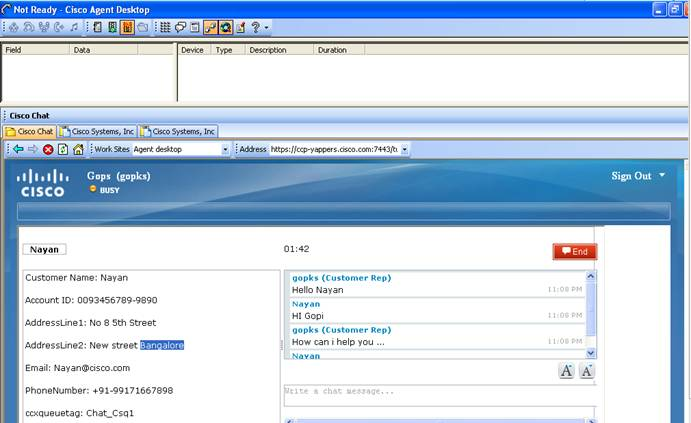 Not Ready - Cisco Agent Desktop
Field Data
Device Type Description Duration
Cisco Chat
Cisco Chat Cisco Systems, Inc Cisco Systems, Inc
Work Sites Agent desktop Address https://ccp-yappers.cisco.com:7443/tu
CISCO
Gops (gopks)
BUSY
Sign Out
Nayan
01:42
End
Customer Name: Nayan
Account ID: 0093456789-9890
AddressLine1: No 8 5th Street
AddressLine2: New street Bangalore
Email: Nayan@cisco.com
PhoneNumber: +91-99171667898
ccxqueuetag: Chat_Csq1
gopks (Customer Rep)
Hello Nayan 11:08 PM
Nayan
HI Gopi 11:08 PM
gopks (Customer Rep)
How can i help you ... 11:08 PM
Nayan
A A
Write a chat message...